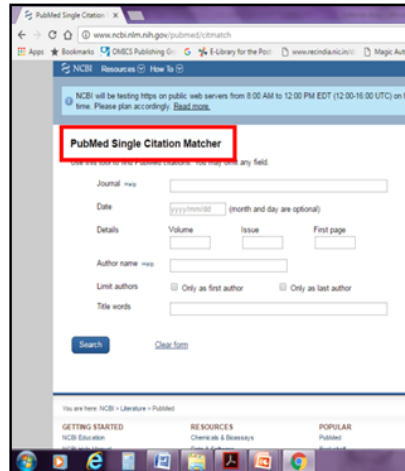 PubMed Single Citation
www.ncbi.nlm.nih.gov/pubmed/citmatch
Apps Bookmarks OMICS Publishing G E-Library for the Post www.recindia.nic.in/ Magic Aut
NCBI Resources How To
NCBI will be testing https on public web servers from 8:00 AM to 12:00 PM EDT (12:00-16:00 UTC) on
time. Please plan accordingly. Read more.
PubMed Single Citation Matcher
Use this tool to find PubMed citations. You may omit any field.
Journal Help
Date yyyy/mm/dd (month and day are optional)
Details Volume Issue First page
Author name Help
Limit authors Only as first author Only as last author
Title words
Search Clear form
You are here: NCBI > Literature > PubMed
GETTING STARTED RESOURCES POPULAR
NCBI Education Chemicals & Bioassays PubMed